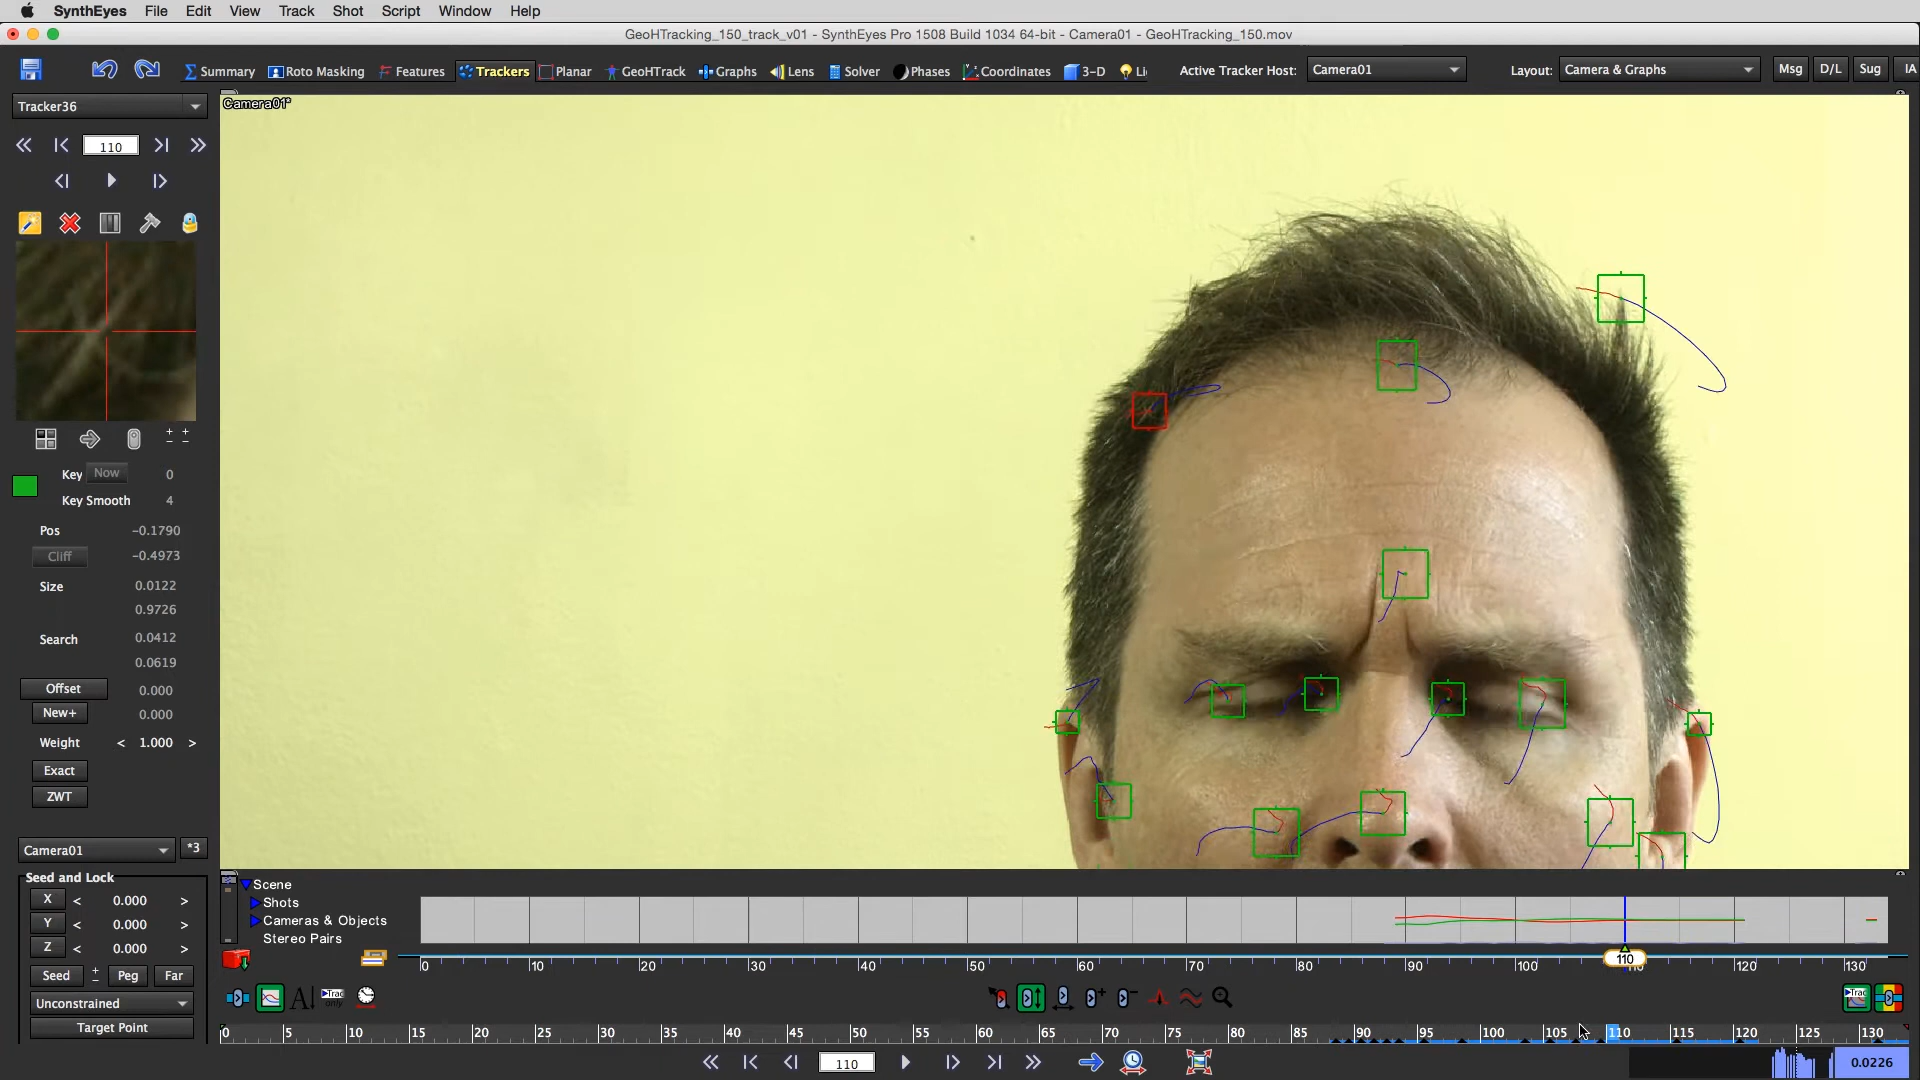 SynthEyes File Edit View Track Shot Script Window Help
GeoHTracking_150_track_v01 - SynthEyes Pro 1508 Build 1034 64-bit - Camera01 - GeoHTracking_150.mov
Summary Roto Masking Features Trackers Planar GeoHTrack Graphs Lens Solver Phases Coordinates 3-D Li Active Tracker Host: Camera01 Layout: Camera & Graphs Msg D/L Sug IA
Tracker36
Camera01*
110
Key Now 0
Key Smooth 4
Pos -0.1790
Cliff -0.4973
Size 0.0122
0.9726
Search 0.0412
0.0619
Offset 0.000
New+ 0.000
Weight < 1.000 >
Exact
ZWT
Camera01 *3
Seed and Lock
X < 0.000 >
Y < 0.000 >
Z < 0.000 >
Seed Peg Far
Unconstrained
Target Point
Scene
Shots
Cameras & Objects
Stereo Pairs
0 10 20 30 40 50 60 70 80 90 100 110 120 130
110
0 5 10 15 20 25 30 35 40 45 50 55 60 65 70 75 80 85 90 95 100 105 110 115 120 125 130
110
0.0226